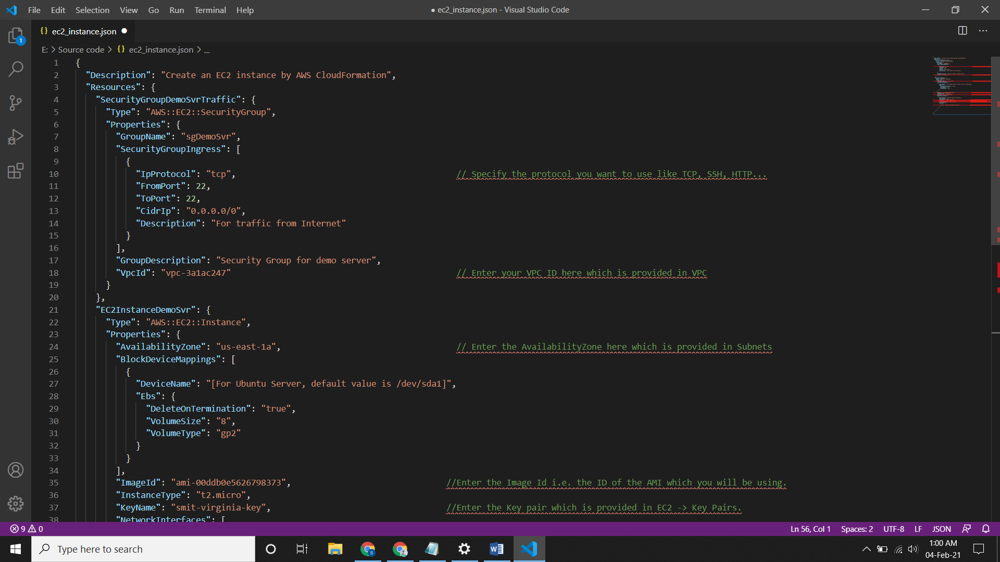 File Edit Selection View Go Run Terminal Help
● ec2_instance.json - Visual Studio Code
{} ec2_instance.json ●
1
E: > Source code > {} ec2_instance.json > ...
1 {
2 "Description": "Create an EC2 instance by AWS CloudFormation",
3 "Resources": {
4 "SecurityGroupDemoSvrTraffic": {
5 "Type": "AWS::EC2::SecurityGroup",
6 "Properties": {
7 "GroupName": "sgDemoSvr",
8 "SecurityGroupIngress": [
9 {
10 "IpProtocol": "tcp", // Specify the protocol you want to use like TCP, SSH, HTTP...
11 "FromPort": 22,
12 "ToPort": 22,
13 "CidrIp": "0.0.0.0/0",
14 "Description": "For traffic from Internet"
15 }
16 ],
17 "GroupDescription": "Security Group for demo server",
18 "VpcId": "vpc-3a1ac247" // Enter your VPC ID here which is provided in VPC
19 }
20 },
21 "EC2InstanceDemoSvr": {
22 "Type": "AWS::EC2::Instance",
23 "Properties": {
24 "AvailabilityZone": "us-east-1a", // Enter the AvailabilityZone here which is provided in Subnets
25 "BlockDeviceMappings": [
26 {
27 "DeviceName": "[For Ubuntu Server, default value is /dev/sda1]",
28 "Ebs": {
29 "DeleteOnTermination": "true",
30 "VolumeSize": "8",
31 "VolumeType": "gp2"
32 }
33 }
34 ],
35 "ImageId": "ami-00ddb0e5626798373", //Enter the Image Id i.e. the ID of the AMI which you will be using.
36 "InstanceType": "t2.micro",
37 "KeyName": "smit-virginia-key", //Enter the Key pair which is provided in EC2 -> Key Pairs.
38 "NetworkInterfaces": [
9 0 Ln 56, Col 1 Spaces: 2 UTF-8 LF JSON
Type here to search
1:00 AM
04-Feb-21